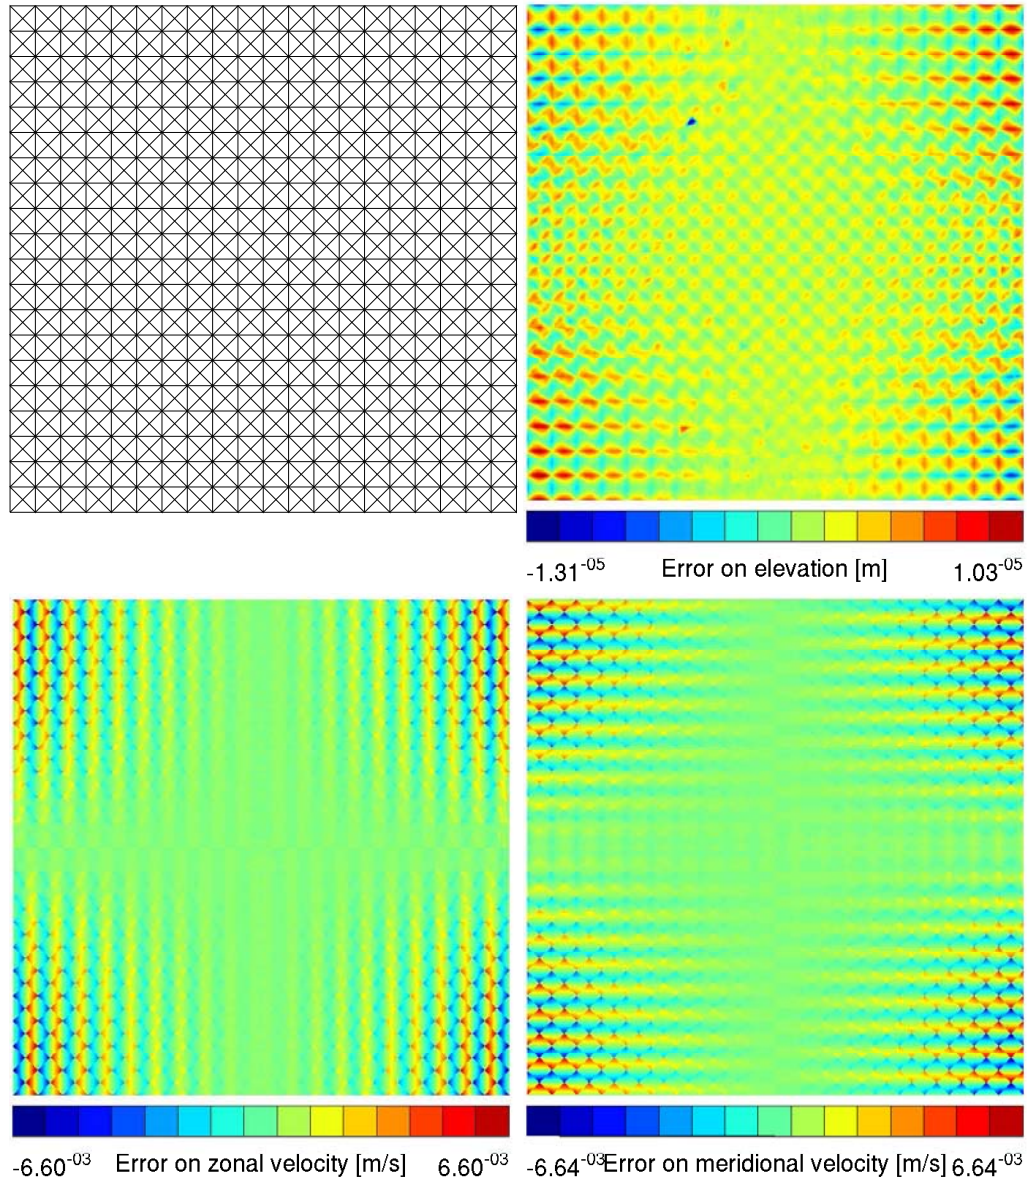 -1.31⁻⁰⁵ Error on elevation [m] 1.03⁻⁰⁵
-6.60⁻⁰³ Error on zonal velocity [m/s] 6.60⁻⁰³
-6.64⁻⁰³ Error on meridional velocity [m/s] 6.64⁻⁰³